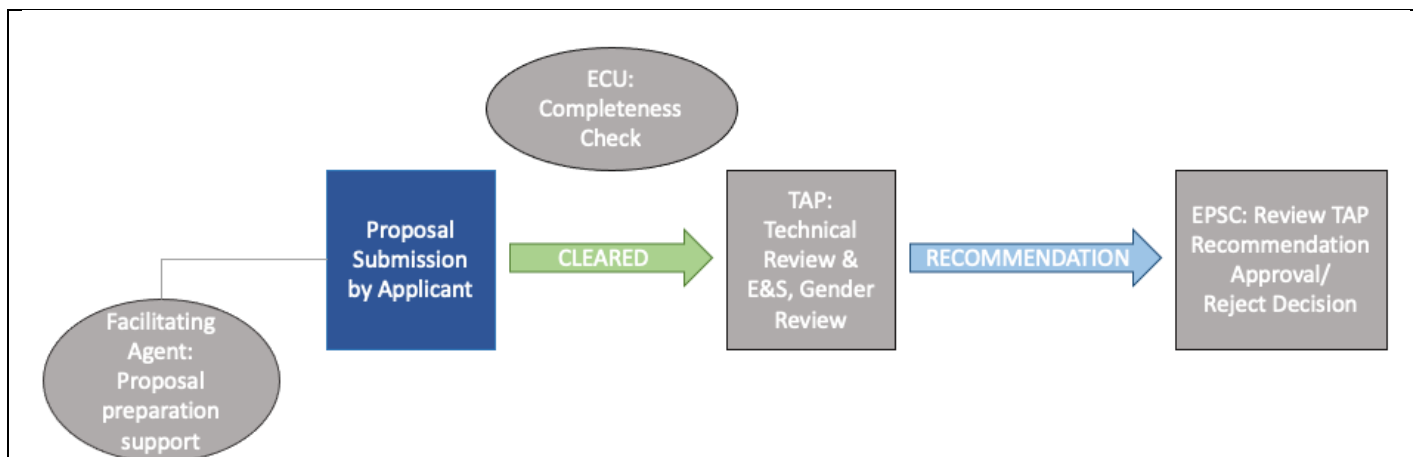 ECU:
Completeness
Check
Proposal
Submission
by Applicant
CLEARED
TAP:
Technical
Review &
E&S, Gender
Review
RECOMMENDATION
EPSC: Review TAP
Recommendation
Approval/
Reject Decision
Facilitating
Agent:
Proposal
preparation
support